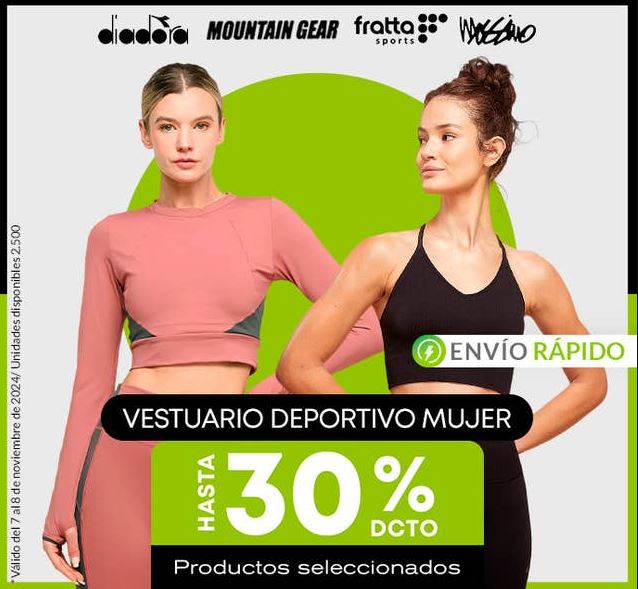 diadora MOUNTAIN GEAR fratta sports mossimo
*Válido del 7 al 8 de noviembre de 2024/ Unidades disponibles 2.500
ENVÍO RÁPIDO
VESTUARIO DEPORTIVO MUJER
HASTA 30% DCTO
Productos seleccionados